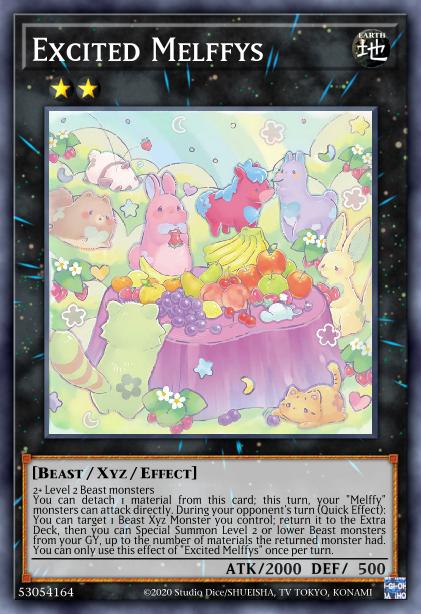 EXCITED MELFFYS
EARTH
地
[BEAST / XYZ / EFFECT]
2+ Level 2 Beast monsters
You can detach 1 material from this card; this turn, your "Melffy"
monsters can attack directly. During your opponent's turn (Quick Effect):
You can target 1 Beast Xyz Monster you control; return it to the Extra
Deck, then you can Special Summon Level 2 or lower Beast monsters
from your GY, up to the number of materials the returned monster had.
You can only use this effect of "Excited Melffys" once per turn.
ATK/2000 DEF/ 500
53054164
©2020 Studio Dice/SHUEISHA, TV TOKYO, KONAMI